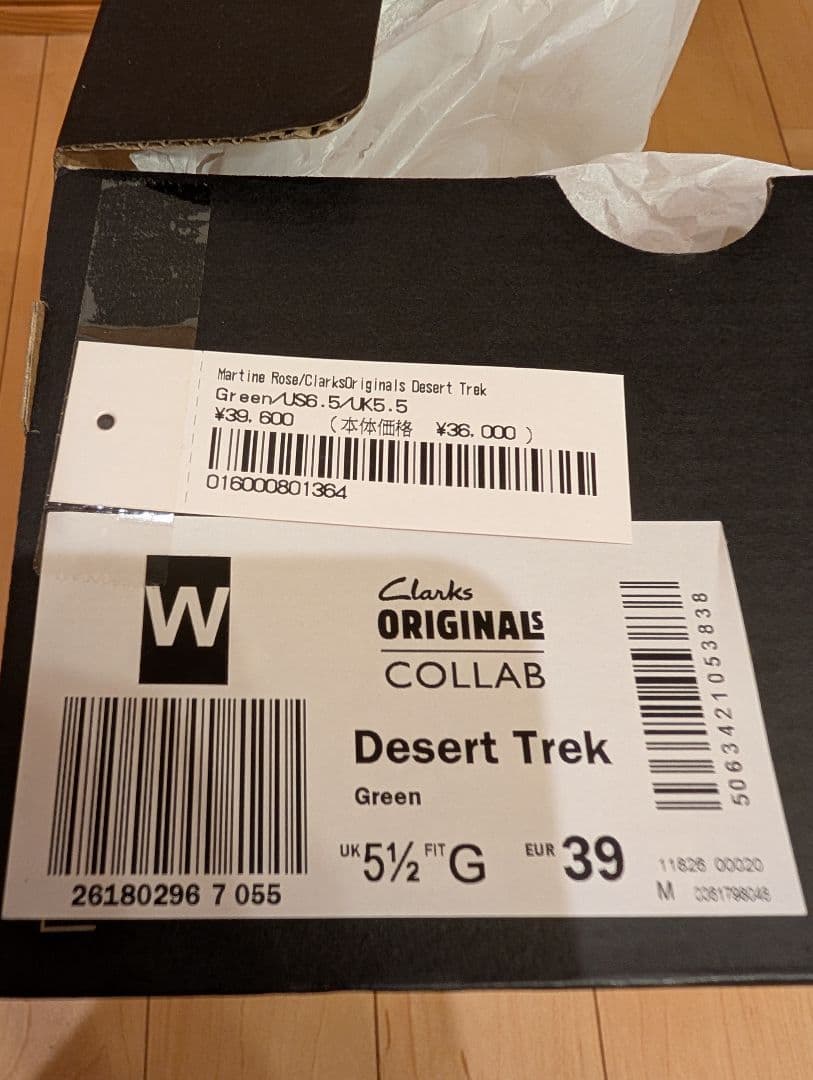 Martine Rose/ClarksOriginals Desert Trek
Green/US6.5/UK5.5
¥39,600 (本体価格 ¥36,000 )
016000801364
W
Clarks
ORIGINALS
COLLAB
Desert Trek
Green
UK 5½ FIT G EUR 39
26180296 7 055
5063421053838
11826 00020
M